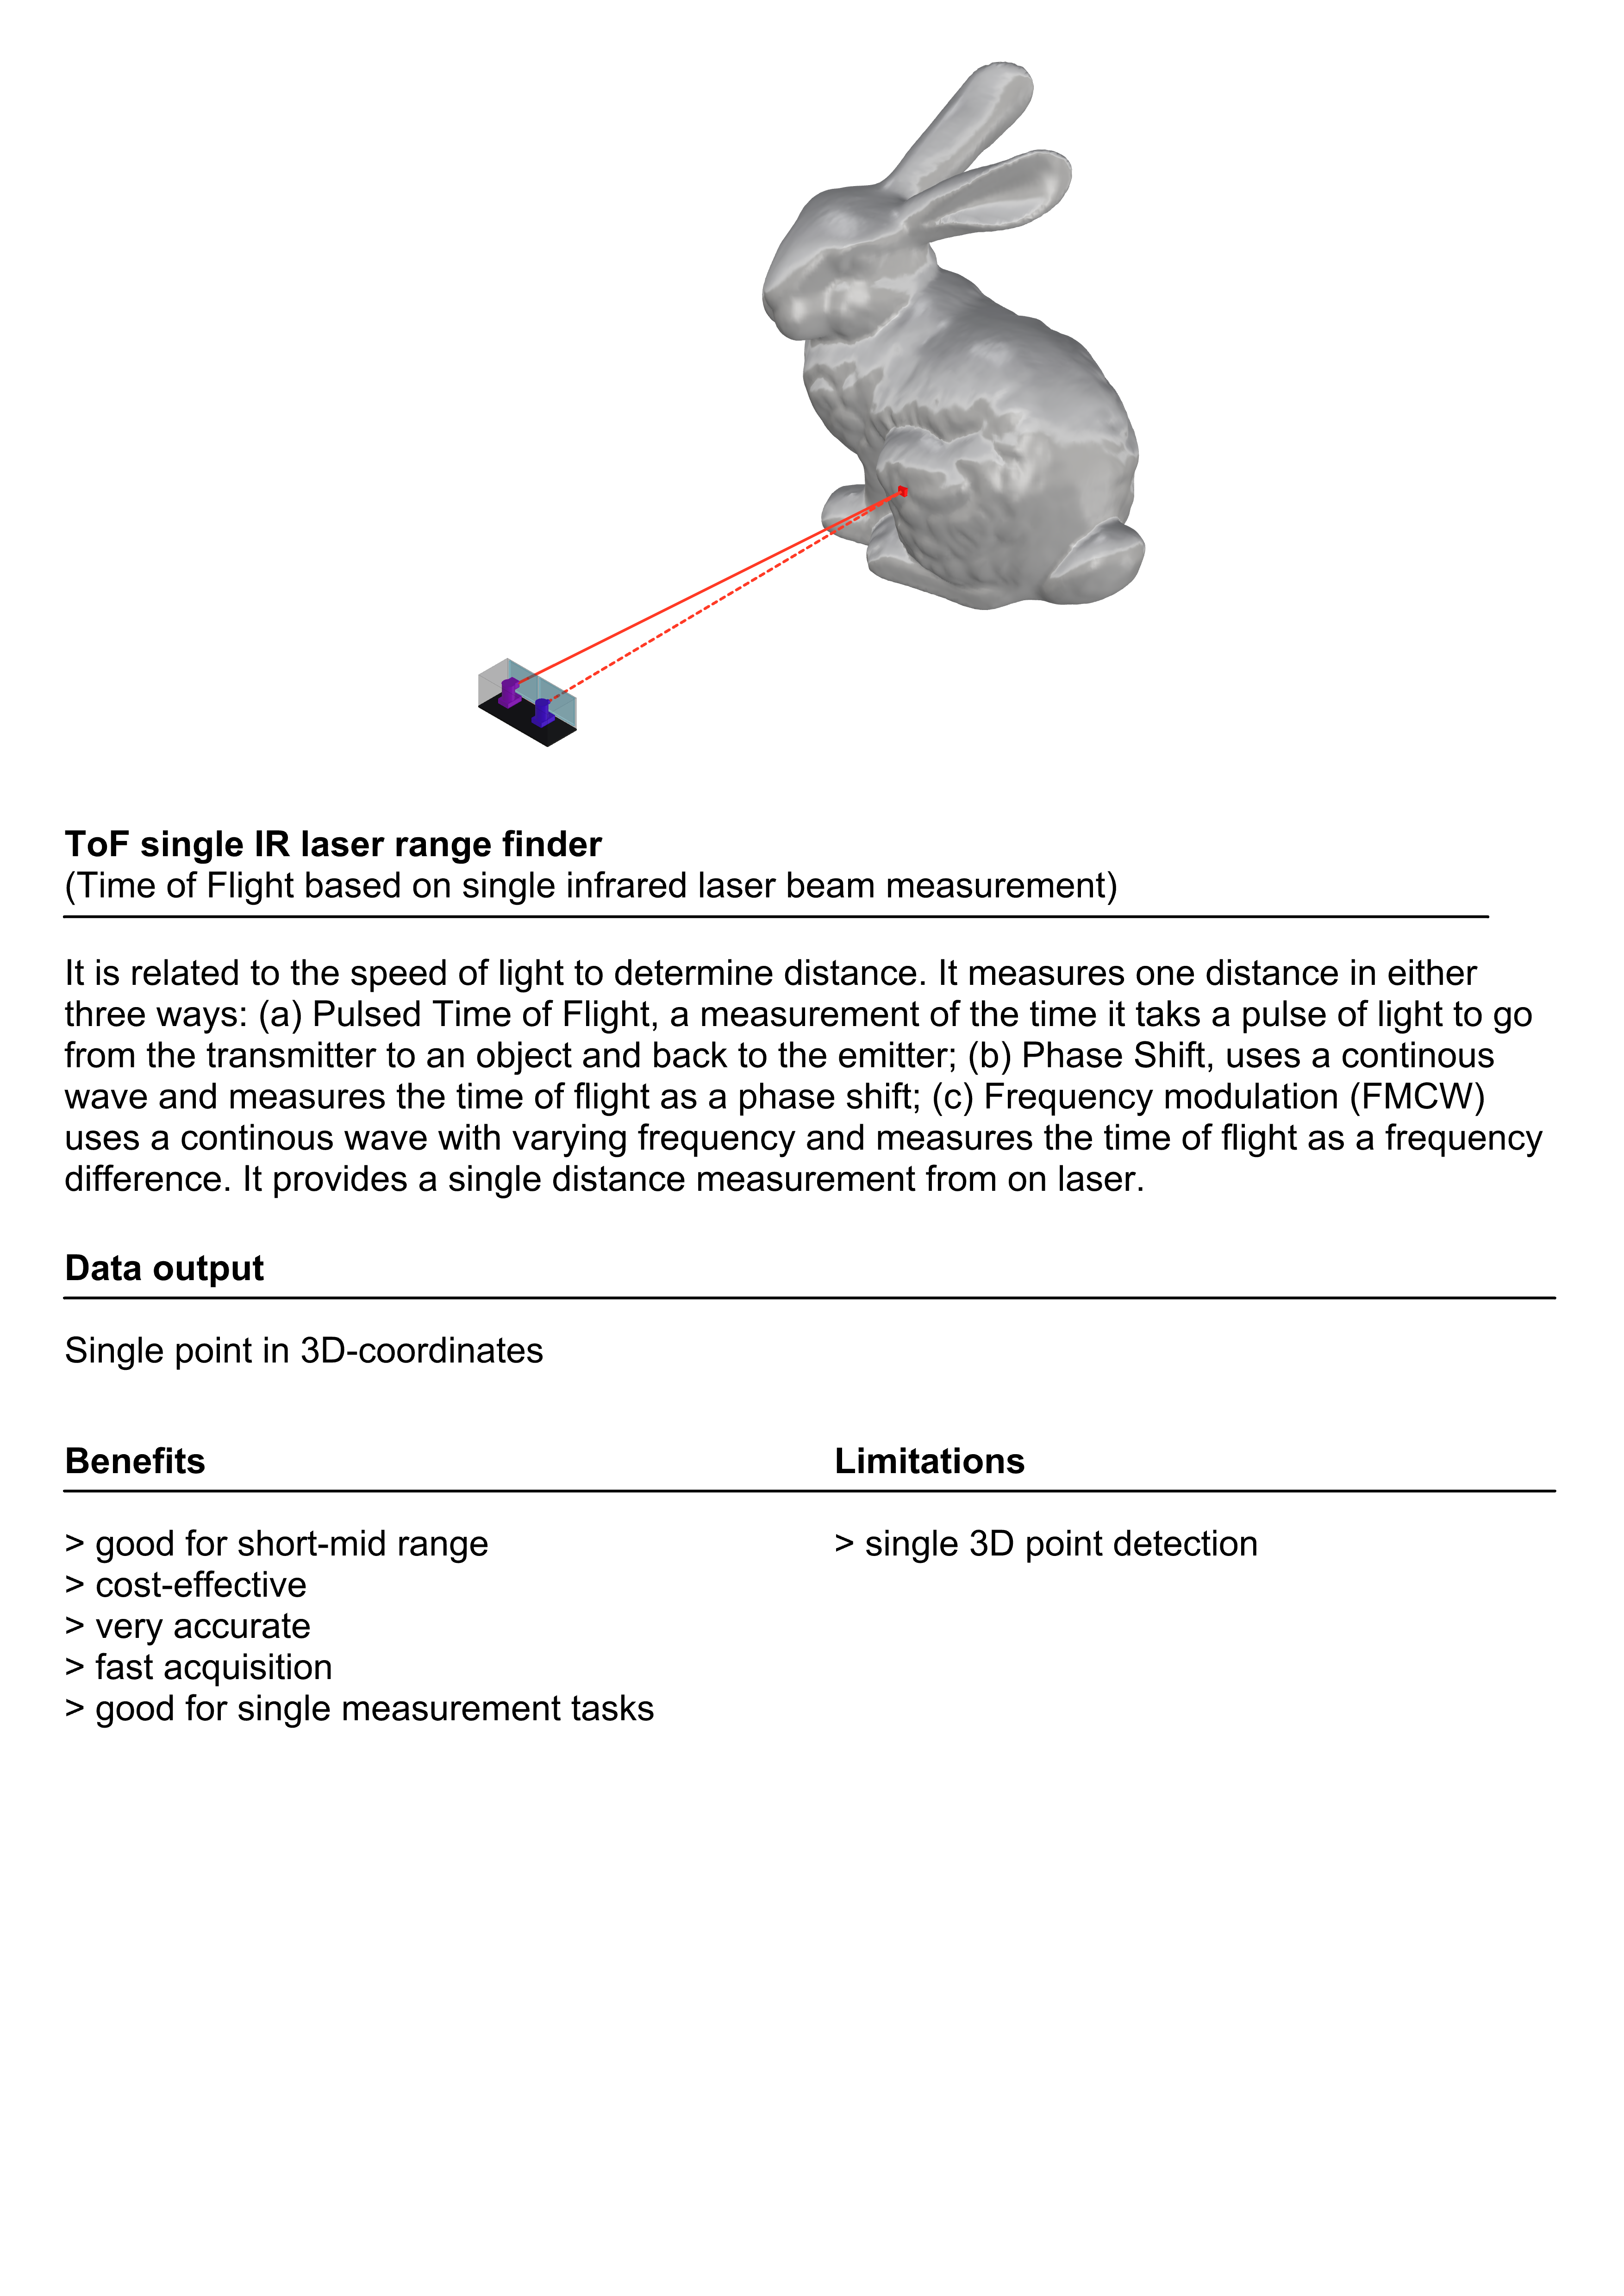 ToF single IR laser range finder
(Time of Flight based on single infrared laser beam measurement)
It is related to the speed of light to determine distance. It measures one distance in either
three ways: (a) Pulsed Time of Flight, a measurement of the time it taks a pulse of light to go
from the transmitter to an object and back to the emitter; (b) Phase Shift, uses a continous
wave and measures the time of flight as a phase shift; (c) Frequency modulation (FMCW)
uses a continous wave with varying frequency and measures the time of flight as a frequency
difference. It provides a single distance measurement from on laser.
Data output
Single point in 3D-coordinates
Benefits
> good for short-mid range
> cost-effective
> very accurate
> fast acquisition
> good for single measurement tasks
Limitations
> single 3D point detection